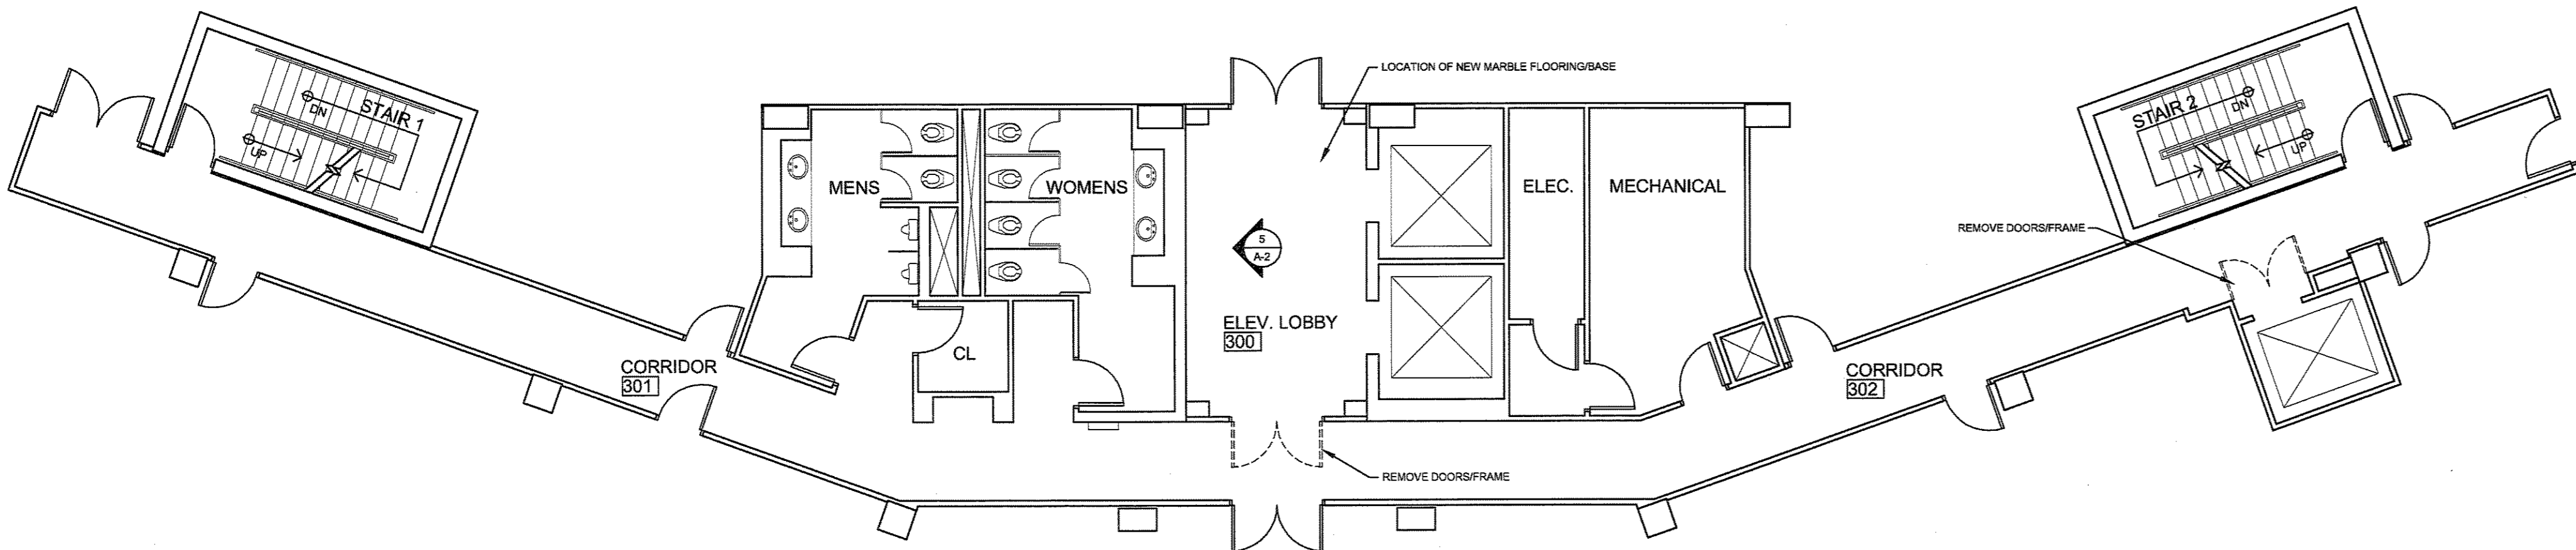 LOCATION OF NEW MARBLE FLOORING/BASE
STAIR 1
DN
UP
STAIR 2
DN
UP
MENS
WOMENS
ELEC.
MECHANICAL
REMOVE DOORS/FRAME
5
A-2
ELEV. LOBBY
300
CL
CORRIDOR
301
CORRIDOR
302
REMOVE DOORS/FRAME